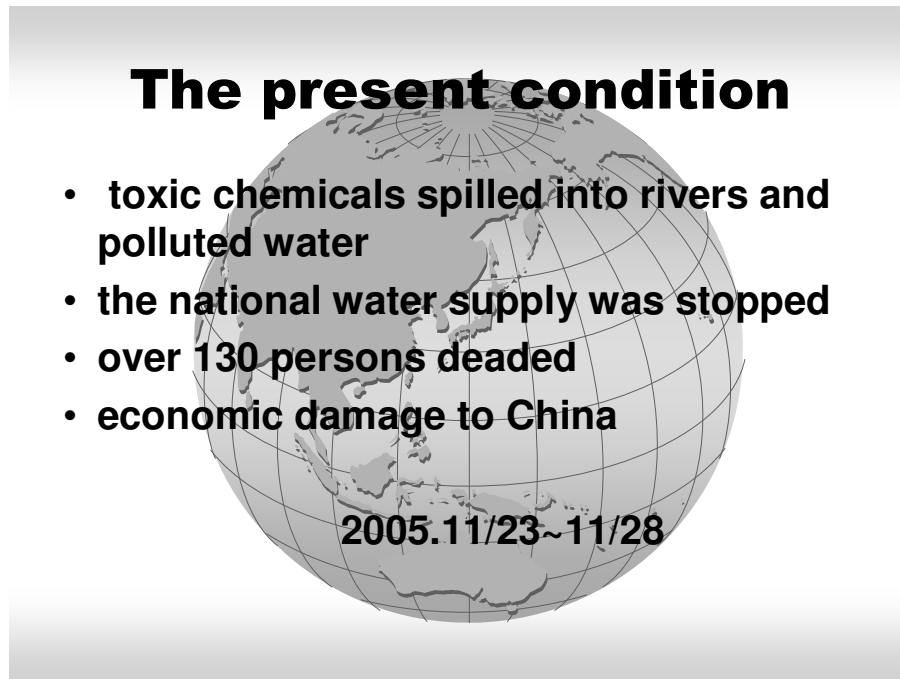 The present condition
• toxic chemicals spilled into rivers and
polluted water
• the national water supply was stopped
• over 130 persons deaded
• economic damage to China
2005.11/23~11/28